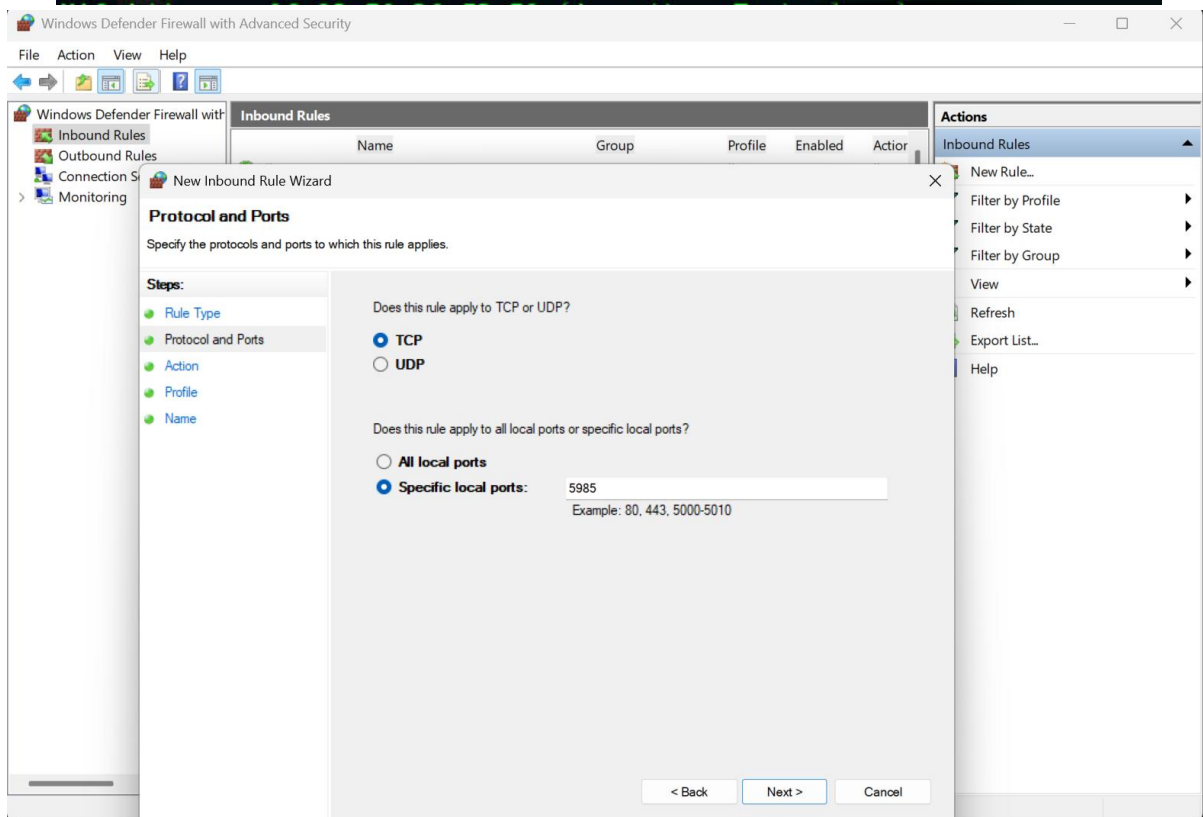 Windows Defender Firewall with Advanced Security
File Action View Help
Windows Defender Firewall with
Inbound Rules
Outbound Rules
Connection S
Monitoring
Inbound Rules
Name Group Profile Enabled Action
Actions
Inbound Rules
New Rule...
Filter by Profile
Filter by State
Filter by Group
View
Refresh
Export List...
Help
New Inbound Rule Wizard
Protocol and Ports
Specify the protocols and ports to which this rule applies.
Steps:
Rule Type
Protocol and Ports
Action
Profile
Name
Does this rule apply to TCP or UDP?
TCP
UDP
Does this rule apply to all local ports or specific local ports?
All local ports
Specific local ports: 5985
Example: 80, 443, 5000-5010
< Back Next > Cancel